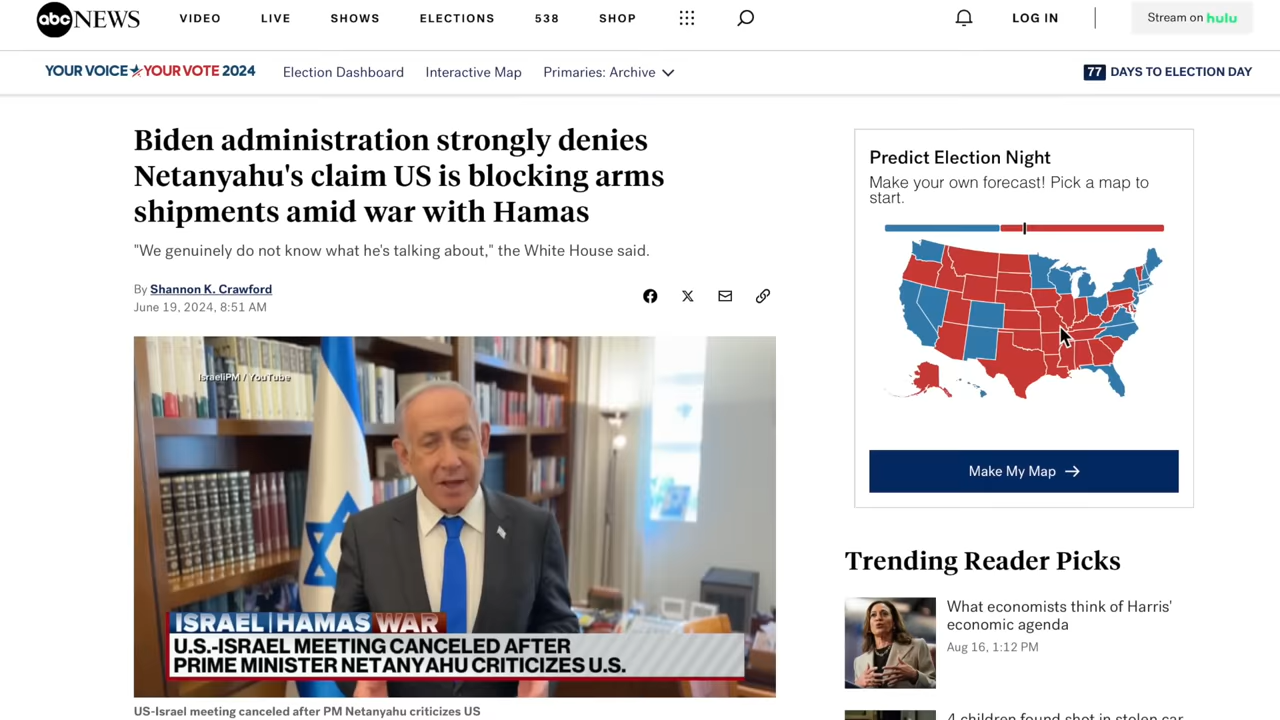 abc NEWS
VIDEO
LIVE
SHOWS
ELECTIONS
538
SHOP
LOG IN
Stream on hulu
YOUR VOICE YOUR VOTE 2024
Election Dashboard
Interactive Map
Primaries: Archive
77 DAYS TO ELECTION DAY
Biden administration strongly denies
Netanyahu's claim US is blocking arms
shipments amid war with Hamas
"We genuinely do not know what he's talking about," the White House said.
By Shannon K. Crawford
June 19, 2024, 8:51 AM
IsraeliPM / YouTube
ISRAEL HAMAS WAR
U.S.-ISRAEL MEETING CANCELED AFTER
PRIME MINISTER NETANYAHU CRITICIZES U.S.
US-Israel meeting canceled after PM Netanyahu criticizes US
Predict Election Night
Make your own forecast! Pick a map to
start.
Make My Map →
Trending Reader Picks
What economists think of Harris'
economic agenda
Aug 16, 1:12 PM
4 children found shot in stolen car